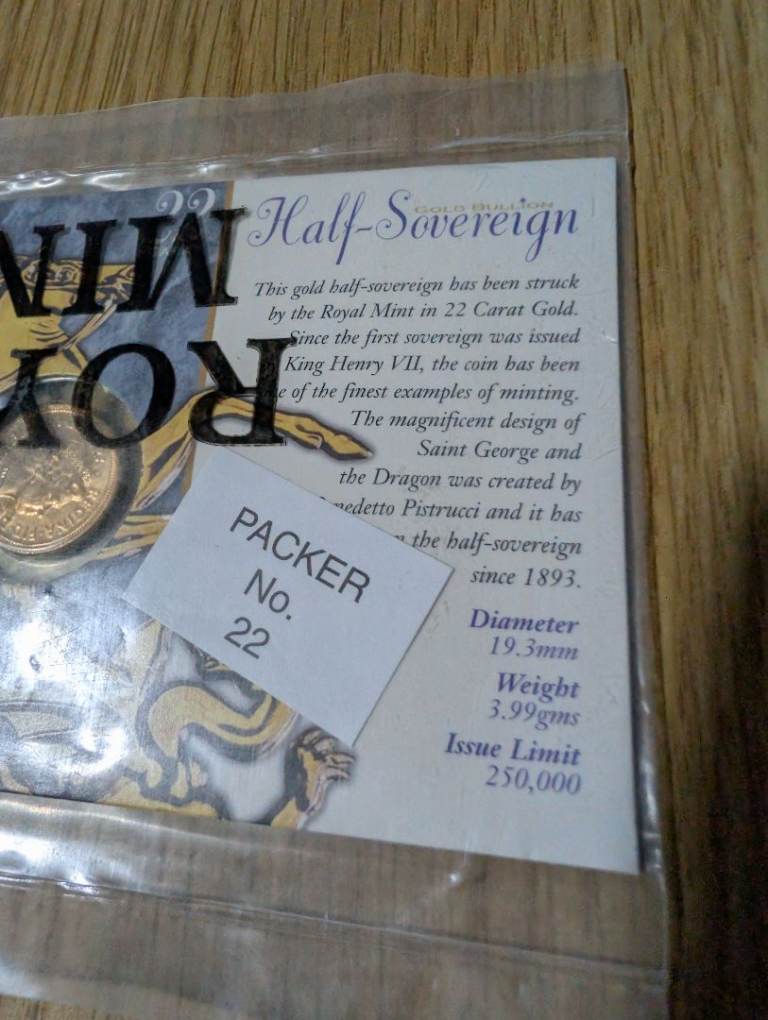 Half-Sovereign
GOLD BULLION
This gold half-sovereign has been struck
by the Royal Mint in 22 Carat Gold.
Since the first sovereign was issued
King Henry VII, the coin has been
of the finest examples of minting.
The magnificent design of
Saint George and
the Dragon was created by
Benedetto Pistrucci and it has
the half-sovereign
since 1893.
Diameter
19.3mm
Weight
3.99gms
Issue Limit
250,000
PACKER
No.
22
ROY
MIN